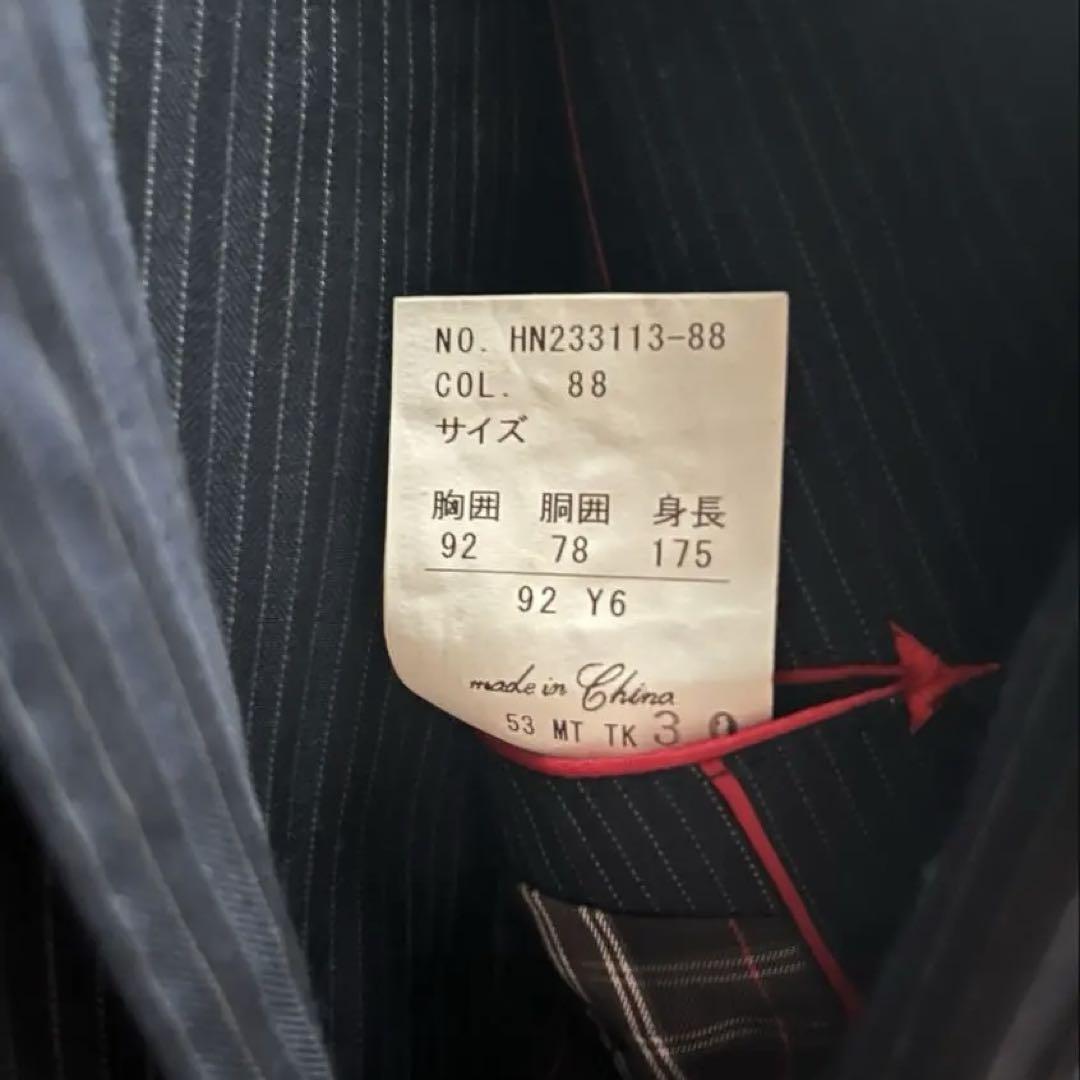 NO. HN233113-88
COL. 88
サイズ
胸囲 胴囲 身長
92 78 175
92 Y6
made in China
53 MT TK 30